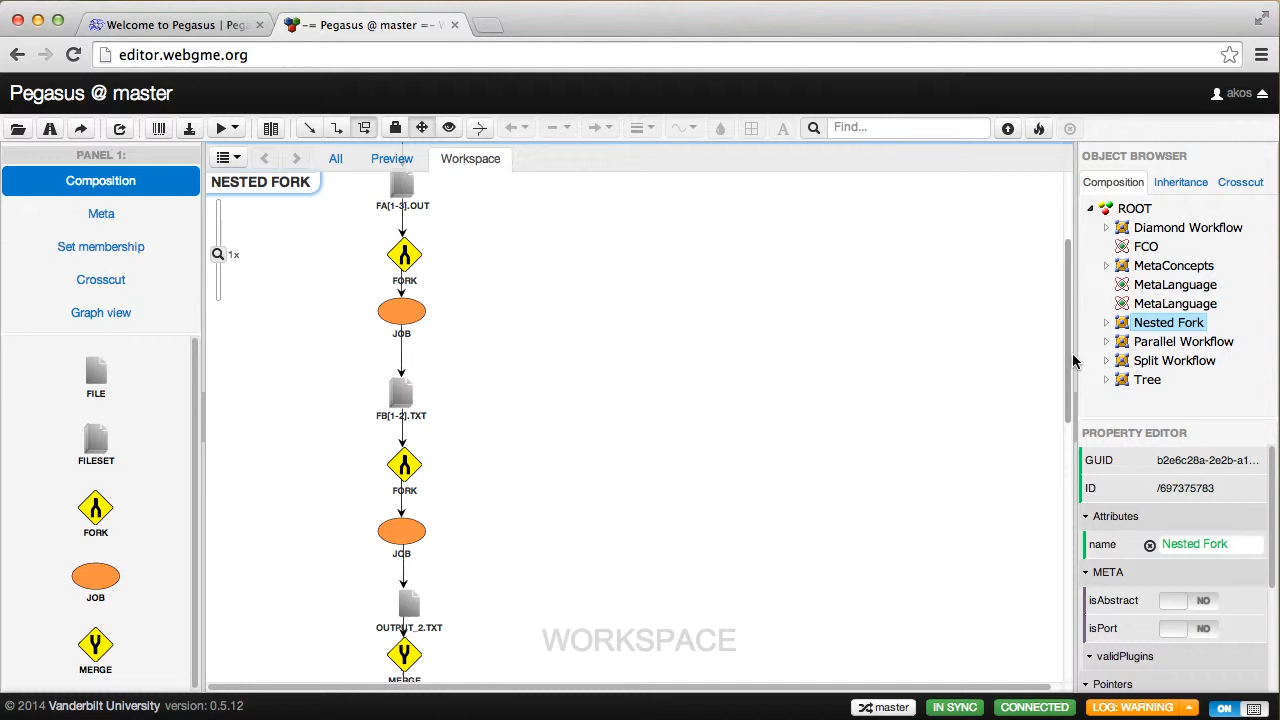 Welcome to Pegasus | Peg
-= Pegasus @ master =-
editor.webgme.org
Pegasus @ master
akos
Find...
PANEL 1:
Composition
Meta
Set membership
Crosscut
Graph view
FILE
FILESET
FORK
JOB
MERGE
All
Preview
Workspace
NESTED FORK
1x
FA[1-3].OUT
FORK
JOB
FB[1-2].TXT
FORK
JOB
OUTPUT_2.TXT
MERGE
WORKSPACE
OBJECT BROWSER
Composition
Inheritance
Crosscut
ROOT
Diamond Workflow
FCO
MetaConcepts
MetaLanguage
MetaLanguage
Nested Fork
Parallel Workflow
Split Workflow
Tree
PROPERTY EDITOR
GUID b2e6c28a-2e2b-a1...
ID /697375783
Attributes
name Nested Fork
META
isAbstract NO
isPort NO
validPlugins
Pointers
© 2014 Vanderbilt University version: 0.5.12
master
IN SYNC
CONNECTED
LOG: WARNING
ON